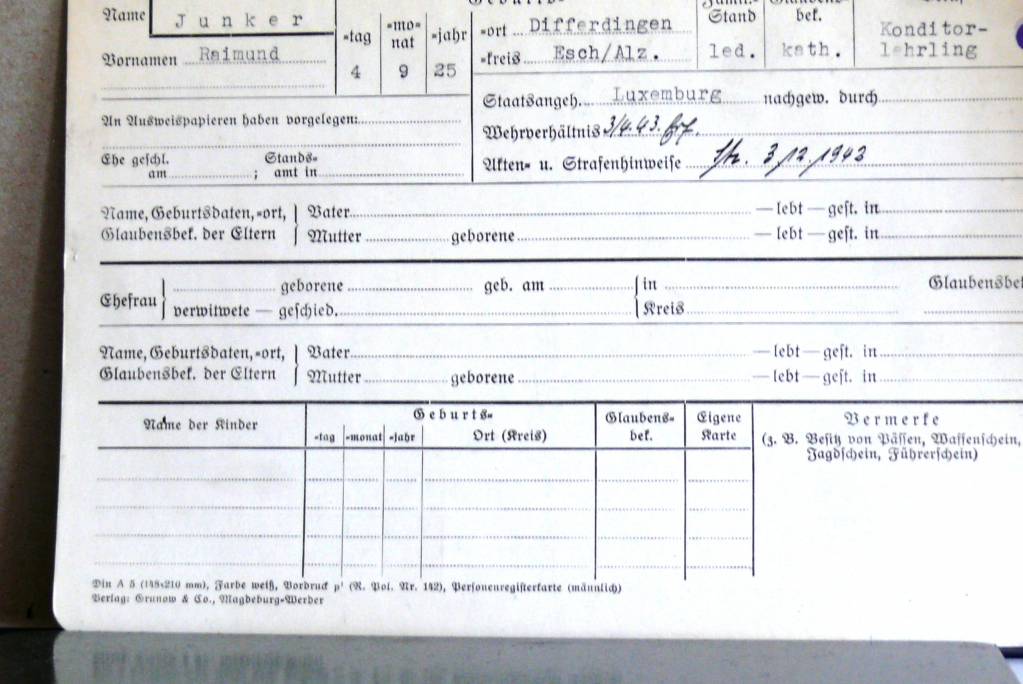 Name Junker
Vornamen Raimund
=tag =mo= nat =jahr
4 9 25
=ort Differdingen
=kreis Esch/Alz.
Stand
led.
bek.
kath.
Konditor-
lehrling
An Ausweispapieren haben vorgelegen:
Staatsangeh. Luxemburg nachgew. durch
Wehrverhältnis 3/4.43.
Akten= u. Strafenhinweise 3/12.1943
Ehe geschl. Stands=
am ; amt in
Name, Geburtsdaten, =ort, Vater — lebt — gest. in
Glaubensbek. der Eltern Mutter geborene — lebt — gest. in
Ehefrau geborene geb. am in Glaubensbek
verwitwete — geschied. Kreis
Name, Geburtsdaten, =ort, Vater — lebt — gest. in
Glaubensbek. der Eltern Mutter geborene — lebt — gest. in
Name der Kinder
Geburts=
=tag =monat =jahr Ort (Kreis)
Glaubens=
bek.
Eigene
Karte
Vermerke
(z. B. Besitz von Pässen, Waffenschein,
Jagdschein, Führerschein)
Din A 5 (148×210 mm), Farbe weiß, Vordruck p' (R. Pol. Nr. 142), Personenregisterkarte (männlich)
Verlag: Grunow & Co., Magdeburg=Werder